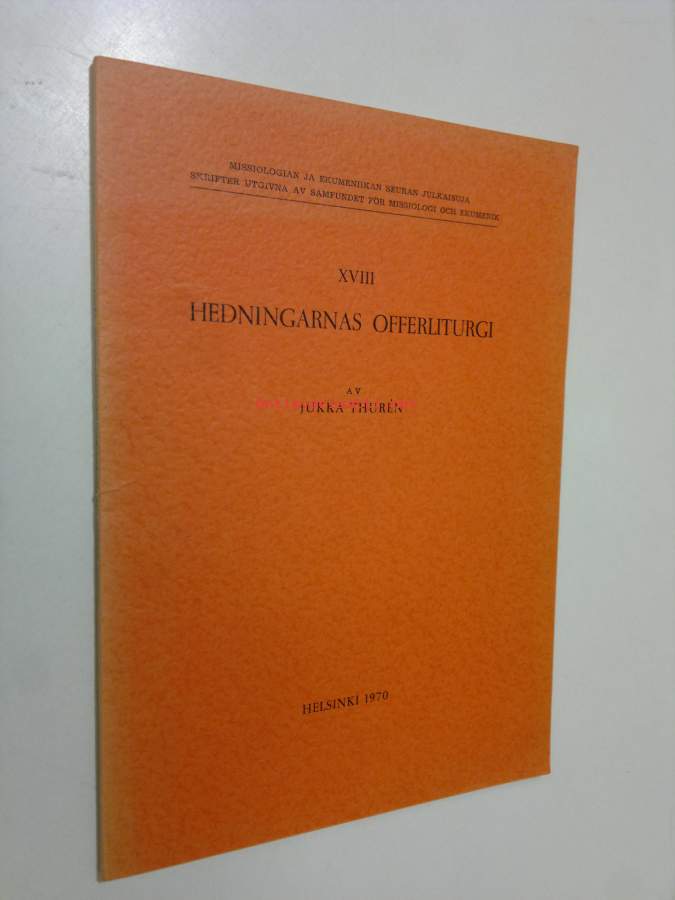 MISSIOLOGIAN JA EKUMENIIKAN SEURAN JULKAISUJA
SKRIFTER UTGIVNA AV SAMFUNDET FÖR MISSIOLOGI OCH EKUMENIK
XVIII
HEDNINGARNAS OFFERLITURGI
AV
JUKKA THURÉN
HELSINKI 1970